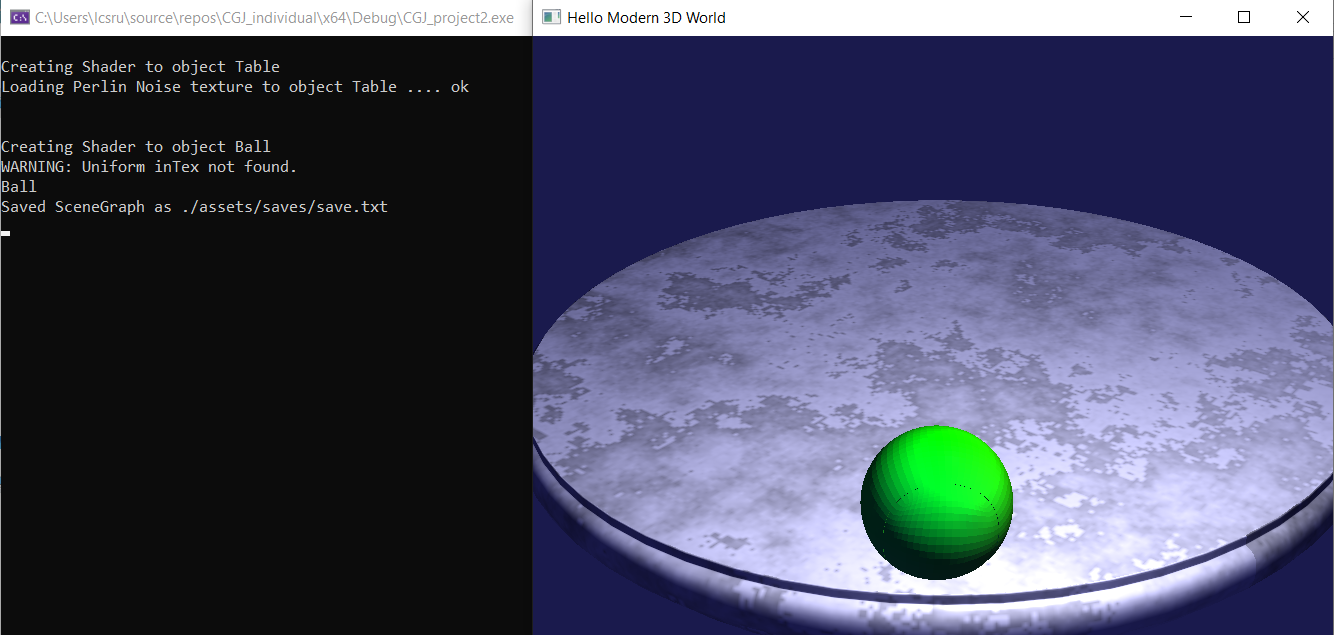 C:\Users\lcsru\source\repos\CGJ_individual\x64\Debug\CGJ_project2.exe
Hello Modern 3D World
Creating Shader to object Table
Loading Perlin Noise texture to object Table .... ok
Creating Shader to object Ball
WARNING: Uniform inTex not found.
Ball
Saved SceneGraph as ./assets/saves/save.txt